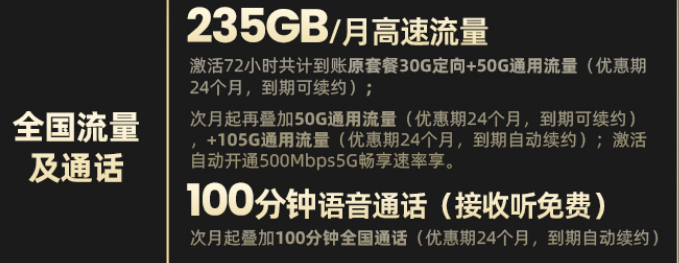 全国流量
及通话
235GB/月高速流量
激活72小时共计到账原套餐30G定向+50G通用流量（优惠期
24个月，到期可续约）；
次月起再叠加50G通用流量（优惠期24个月，到期可续约）
，+105G通用流量（优惠期24个月，到期自动续约）；激活
自动开通500Mbps5G畅享速率享。
100分钟语音通话（接收听免费）
次月起叠加100分钟全国通话（优惠期24个月，到期自动续约）